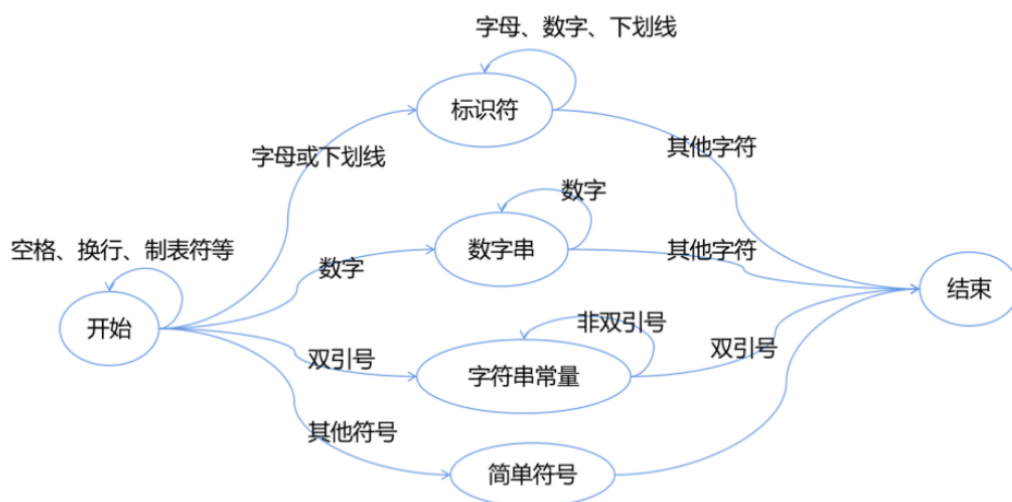 字母、数字、下划线
标识符
字母或下划线
其他字符
数字
空格、换行、制表符等
数字串
其他字符
数字
结束
开始
非双引号
双引号
双引号
字符串常量
其他符号
简单符号